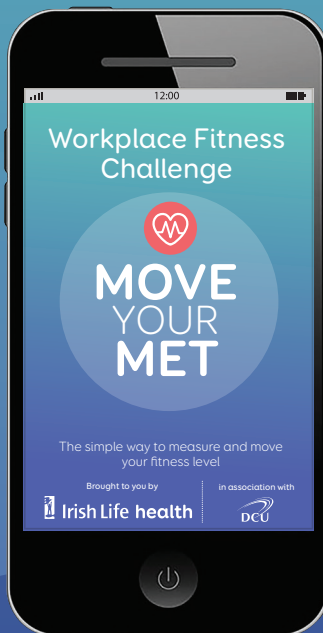 12:00
Workplace Fitness
Challenge
MOVE
YOUR
MET
The simple way to measure and move
your fitness level
Brought to you by
Irish Life health
in association with
DCU